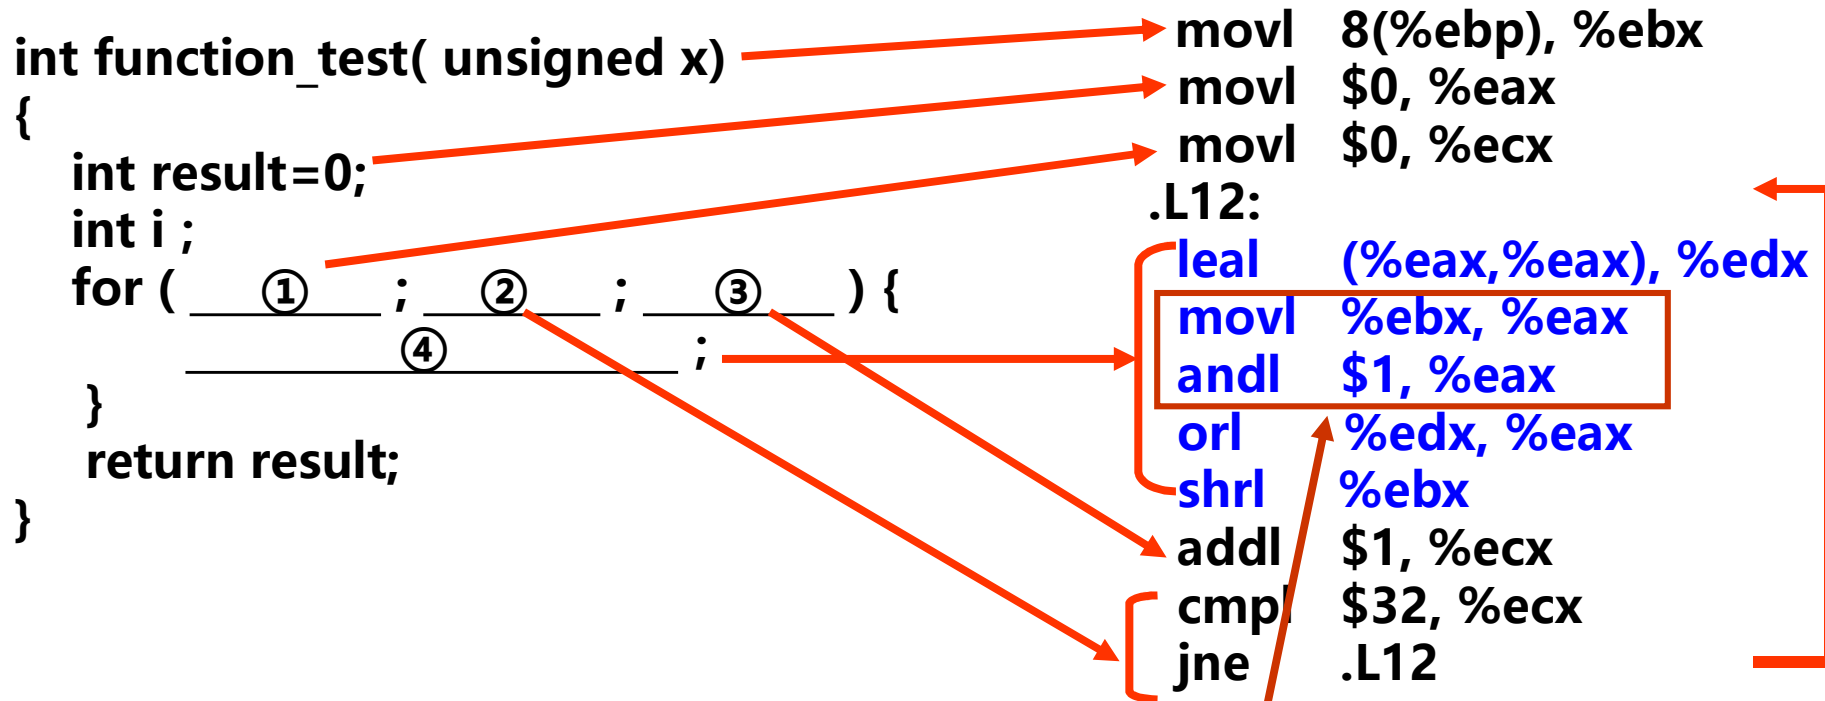 int function_test( unsigned x)
{
int result=0;
int i ;
for ( ① ; ② ; ③ ) {
④ ;
}
return result;
}
movl 8(%ebp), %ebx
movl $0, %eax
movl $0, %ecx
.L12:
leal (%eax,%eax), %edx
movl %ebx, %eax
andl $1, %eax
orl %edx, %eax
shrl %ebx
addl $1, %ecx
cmpl $32, %ecx
jne .L12